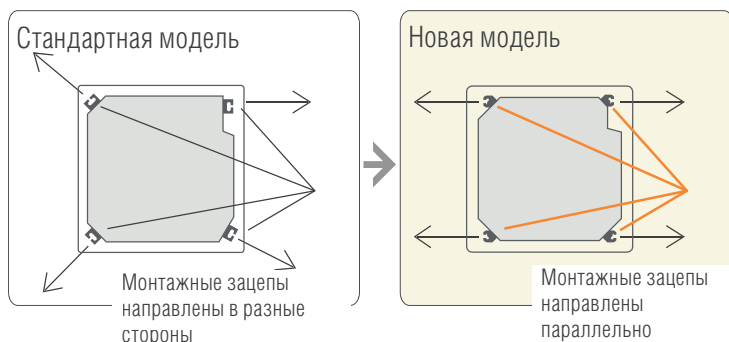 Стандартная модель
Монтажные зацепы
направлены в разные
стороны
Новая модель
Монтажные зацепы
направлены
параллельно